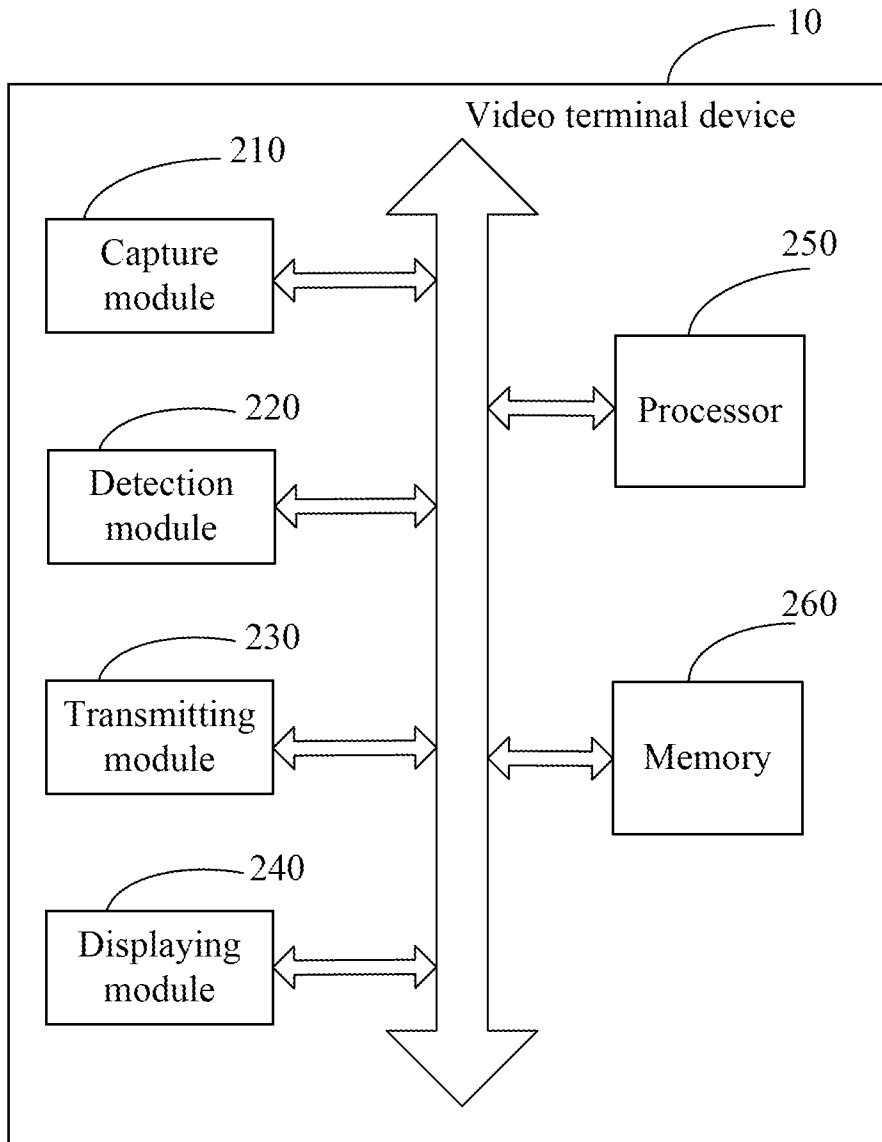 10
Video terminal device
210
Capture
module
250
Processor
220
Detection
module
230
Transmitting
module
260
Memory
240
Displaying
module